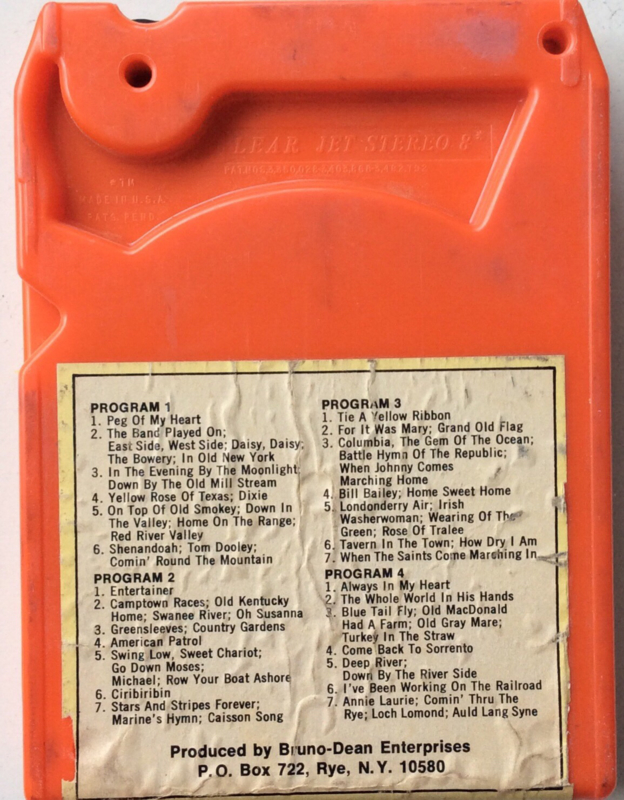 LEAR JET STEREO 8
MADE IN U.S.A.
PROGRAM 1
1. Peg Of My Heart
2. The Band Played On;
East Side, West Side; Daisy, Daisy;
The Bowery; In Old New York
3. In The Evening By The Moonlight;
Down By The Old Mill Stream
4. Yellow Rose Of Texas; Dixie
5. On Top Of Old Smokey; Down In
The Valley; Home On The Range;
Red River Valley
6. Shenandoah; Tom Dooley;
Comin' Round The Mountain
PROGRAM 2
1. Entertainer
2. Camptown Races; Old Kentucky
Home; Swanee River; Oh Susanna
3. Greensleeves; Country Gardens
4. American Patrol
5. Swing Low, Sweet Chariot;
Go Down Moses;
Michael; Row Your Boat Ashore
6. Ciribiribin
7. Stars And Stripes Forever;
Marine's Hymn; Caisson Song
PROGRAM 3
1. Tie A Yellow Ribbon
2. For It Was Mary; Grand Old Flag
3. Columbia, The Gem Of The Ocean;
Battle Hymn Of The Republic;
When Johnny Comes
Marching Home
4. Bill Bailey; Home Sweet Home
5. Londonderry Air; Irish
Washerwoman; Wearing Of The
Green; Rose Of Tralee
6. Tavern In The Town; How Dry I Am
7. When The Saints Come Marching In
PROGRAM 4
1. Always In My Heart
2. The Whole World In His Hands
3. Blue Tail Fly; Old MacDonald
Had A Farm; Old Gray Mare;
Turkey In The Straw
4. Come Back To Sorrento
5. Deep River;
Down By The River Side
6. I've Been Working On The Railroad
7. Annie Laurie; Comin' Thru The
Rye; Loch Lomond; Auld Lang Syne
Produced by Bruno-Dean Enterprises
P.O. Box 722, Rye, N.Y. 10580